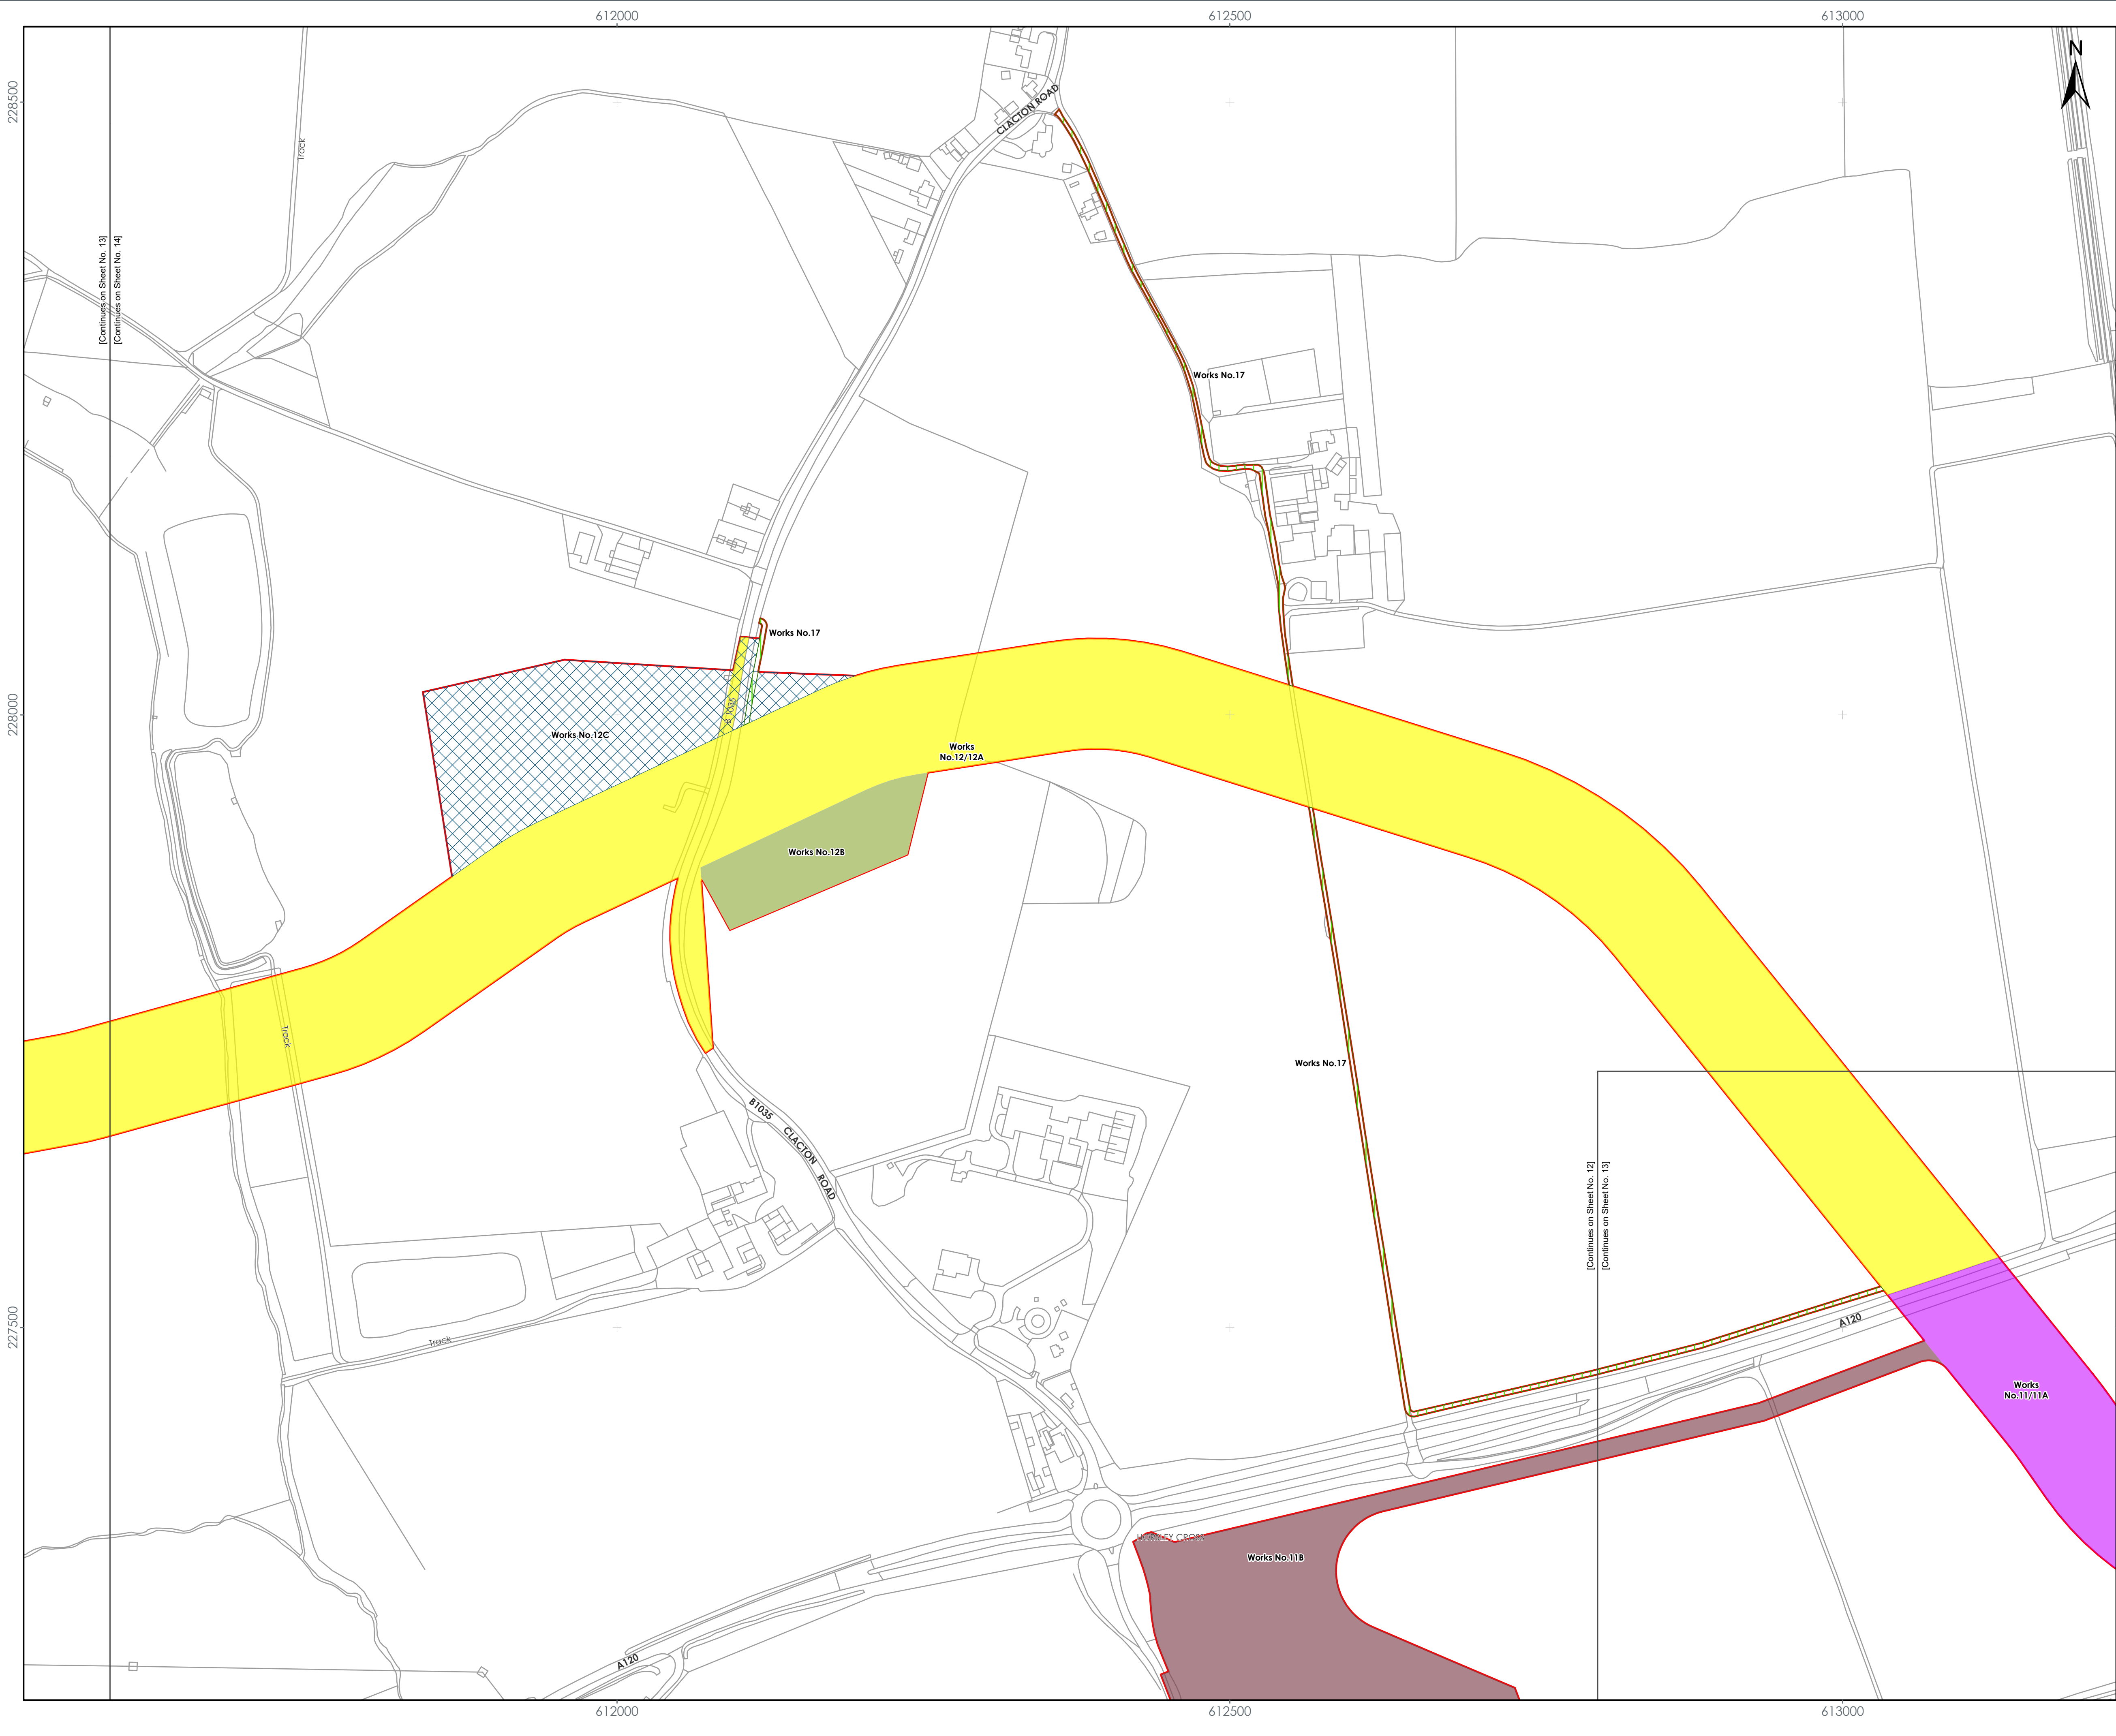 612000
612500
613000
N
228500
CLACTON ROAD
Track
[Continues on Sheet No. 13]
[Continues on Sheet No. 14]
Works No.17
Works No.17
228000
B 1035
Works No.12C
Works
No.12/12A
Works No.12B
Track
Works No.17
B1035
CLACTON
ROAD
[Continues on Sheet No. 12]
[Continues on Sheet No. 13]
227500
Track
A120
Works
No.11/11A
HORSLEY CROSS
Works No.11B
A120
612000
612500
613000